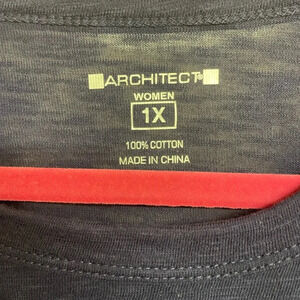 ARCHITECT®
WOMEN
1X
100% COTTON
MADE IN CHINA